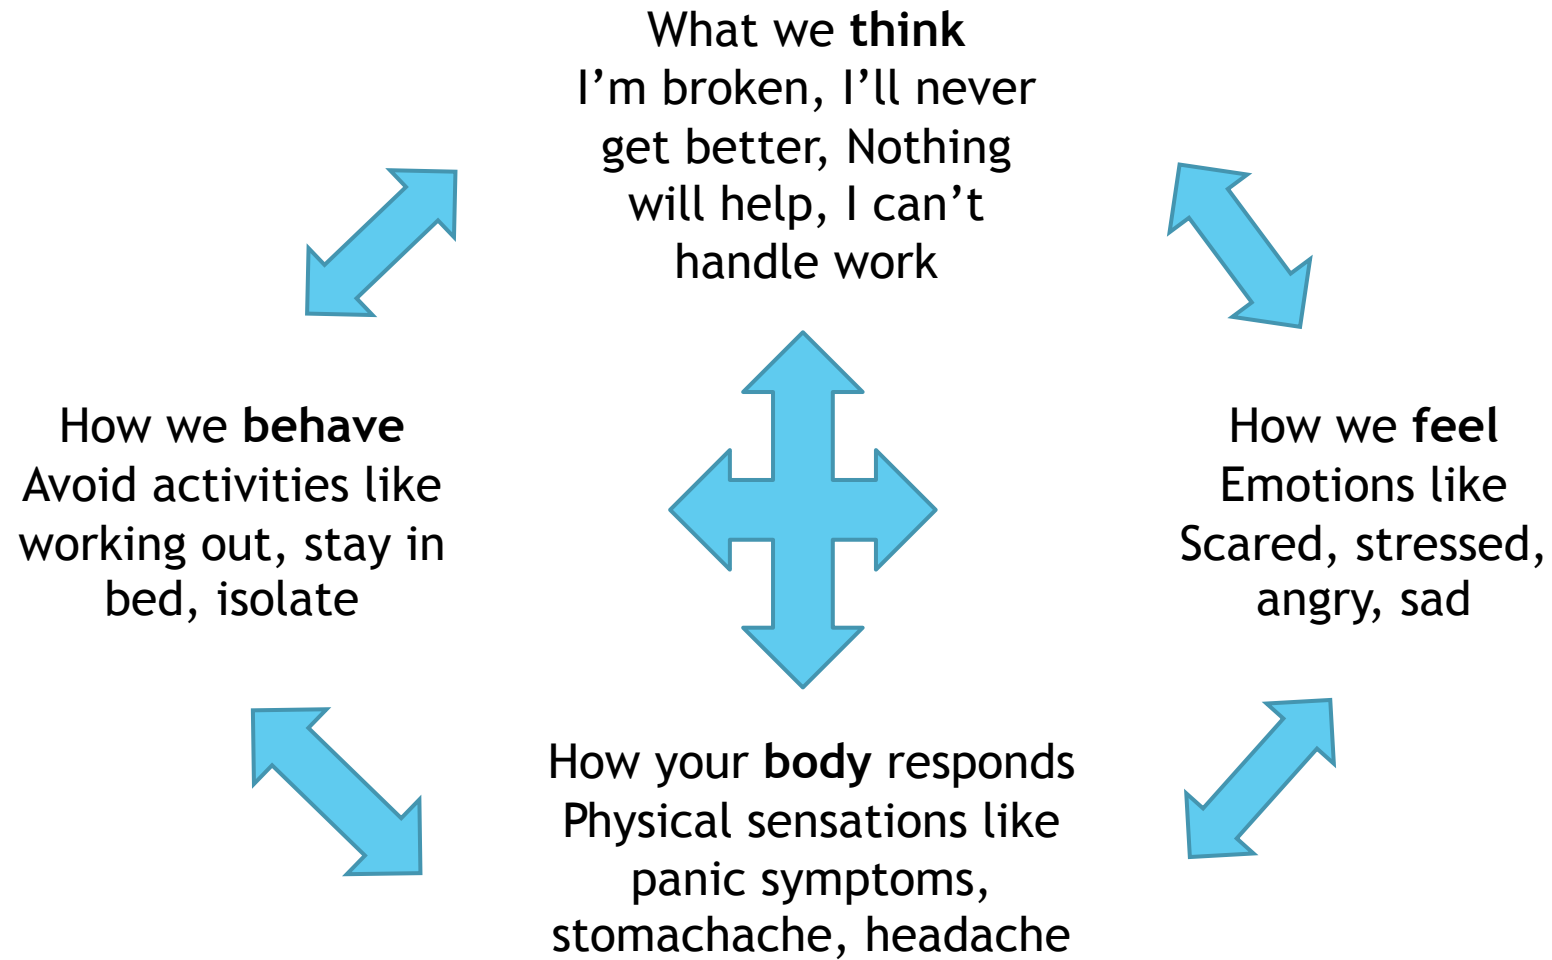 What we think
I’m broken, I’ll never
get better, Nothing
will help, I can’t
handle work
How we behave
Avoid activities like
working out, stay in
bed, isolate
How we feel
Emotions like
Scared, stressed,
angry, sad
How your body responds
Physical sensations like
panic symptoms,
stomachache, headache